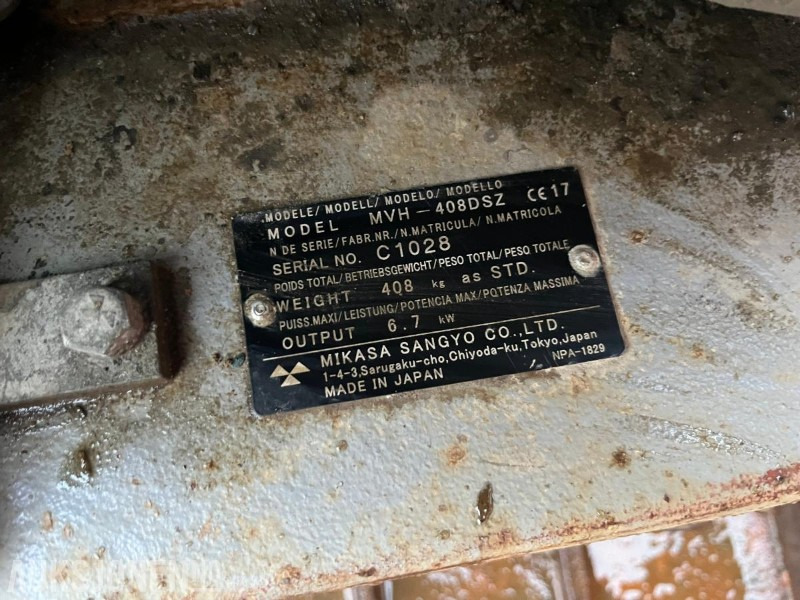 MODELE/ MODELL/ MODELO/ MODELLO
MODEL MVH-408DSZ CE 17
N DE SERIE/FABR.NR./N.MATRICULA/ N.MATRICOLA
SERIAL NO. C1028
POIDS TOTAL/BETRIEBSGEWICHT/PESO TOTAL/PESO TOTALE
WEIGHT 408 kg as STD.
PUISS.MAXI/LEISTUNG/POTENCIA MAX/POTENZA MASSIMA
OUTPUT 6.7 kW
MIKASA SANGYO CO.,LTD.
1-4-3,Sarugaku-cho,Chiyoda-ku,Tokyo,Japan
MADE IN JAPAN NPA-1829